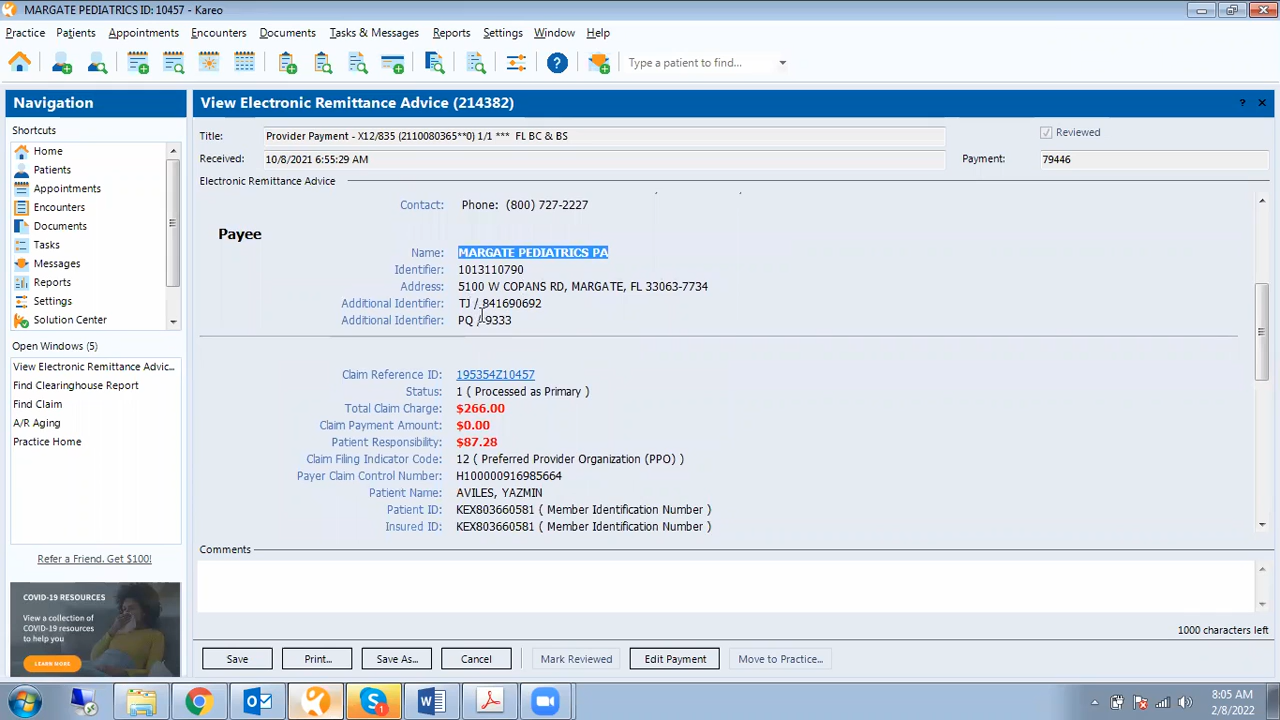 MARGATE PEDIATRICS ID: 10457 - Kareo
Practice Patients Appointments Encounters Documents Tasks & Messages Reports Settings Window Help
Type a patient to find...
Navigation
Shortcuts
Home
Patients
Appointments
Encounters
Documents
Tasks
Messages
Reports
Settings
Solution Center
Open Windows (5)
View Electronic Remittance Advic...
Find Clearinghouse Report
Find Claim
A/R Aging
Practice Home
Refer a Friend. Get $100!
COVID-19 RESOURCES
View a collection of
COVID-19 resources
to help you
LEARN MORE
View Electronic Remittance Advice (214382)
Title: Provider Payment - X12/835 (2110080365**0) 1/1 *** FL BC & BS Reviewed
Received: 10/8/2021 6:55:29 AM Payment: 79446
Electronic Remittance Advice
Contact: Phone: (800) 727-2227
Payee
Name: MARGATE PEDIATRICS PA
Identifier: 1013110790
Address: 5100 W COPANS RD, MARGATE, FL 33063-7734
Additional Identifier: TJ / 841690692
Additional Identifier: PQ / 9333
Claim Reference ID: 195354Z10457
Status: 1 ( Processed as Primary )
Total Claim Charge: $266.00
Claim Payment Amount: $0.00
Patient Responsibility: $87.28
Claim Filing Indicator Code: 12 ( Preferred Provider Organization (PPO) )
Payer Claim Control Number: H100000916985664
Patient Name: AVILES, YAZMIN
Patient ID: KEX803660581 ( Member Identification Number )
Insured ID: KEX803660581 ( Member Identification Number )
Comments
1000 characters left
Save Print... Save As... Cancel Mark Reviewed Edit Payment Move to Practice...
8:05 AM
2/8/2022